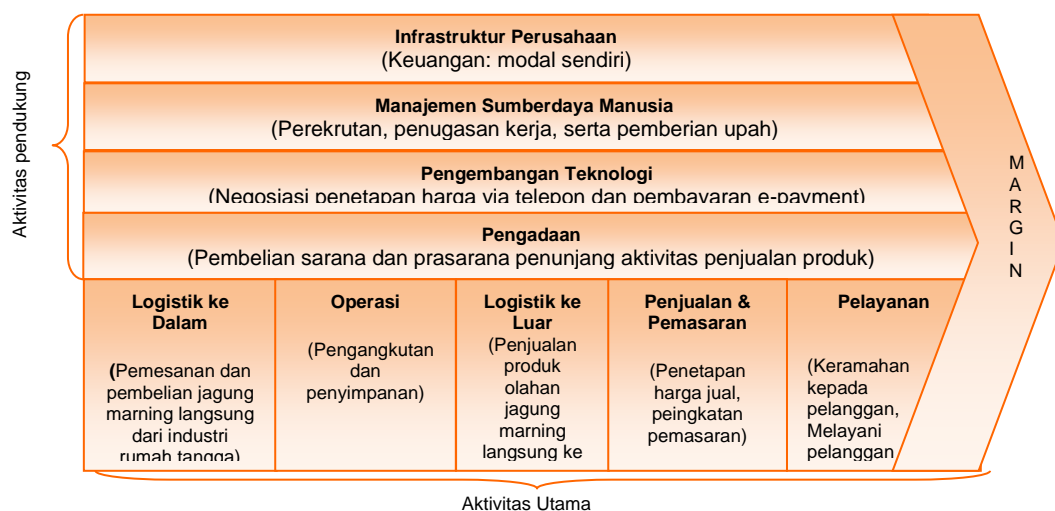 Infrastruktur Perusahaan
(Keuangan: modal sendiri)
Manajemen Sumberdaya Manusia
(Perekrutan, penugasan kerja, serta pemberian upah)
Pengembangan Teknologi
(Negosiasi penetapan harga via telepon dan pembayaran e-payment)
Pengadaan
(Pembelian sarana dan prasarana penunjang aktivitas penjualan produk)
Aktivitas pendukung
Logistik ke
Dalam
(Pemesanan dan
pembelian jagung
marning langsung
dari industri
rumah tangga)
Operasi
(Pengangkutan
dan
penyimpanan)
Logistik ke
Luar
(Penjualan
produk
olahan
jagung
marning
langsung ke
Penjualan &
Pemasaran
(Penetapan
harga jual,
peingkatan
pemasaran)
Pelayanan
(Keramahan
kepada
pelanggan,
Melayani
pelanggan
M
A
R
G
I
N
Aktivitas Utama